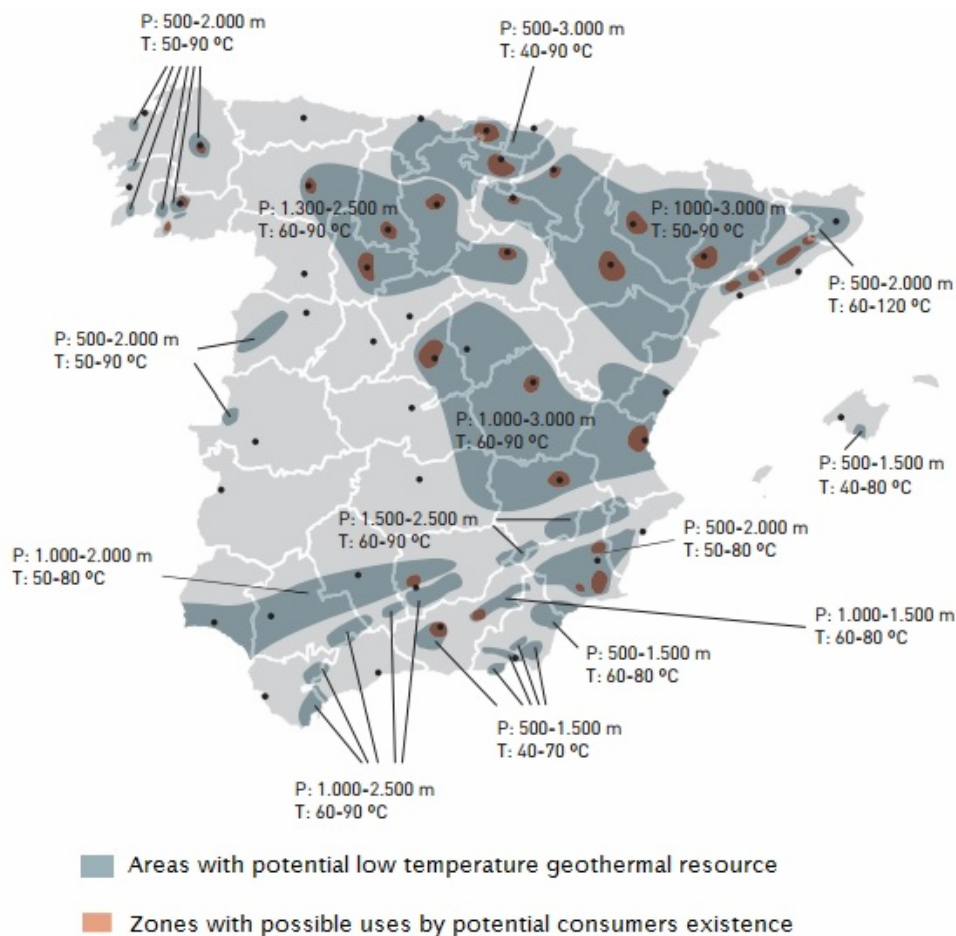 P: 500-2.000 m
T: 50-90 ºC
P: 500-3.000 m
T: 40-90 ºC
P: 1.300-2.500 m
T: 60-90 ºC
P: 1000-3.000 m
T: 50-90 ºC
P: 500-2.000 m
T: 60-120 ºC
P: 500-2.000 m
T: 50-90 ºC
P: 1.000-3.000 m
T: 60-90 ºC
P: 500-1.500 m
T: 40-80 ºC
P: 1.500-2.500 m
T: 60-90 ºC
P: 500-2.000 m
T: 50-80 ºC
P: 1.000-2.000 m
T: 50-80 ºC
P: 1.000-1.500 m
T: 60-80 ºC
P: 500-1.500 m
T: 60-80 ºC
P: 500-1.500 m
T: 40-70 ºC
P: 1.000-2.500 m
T: 60-90 ºC
Areas with potential low temperature geothermal resource
Zones with possible uses by potential consumers existence